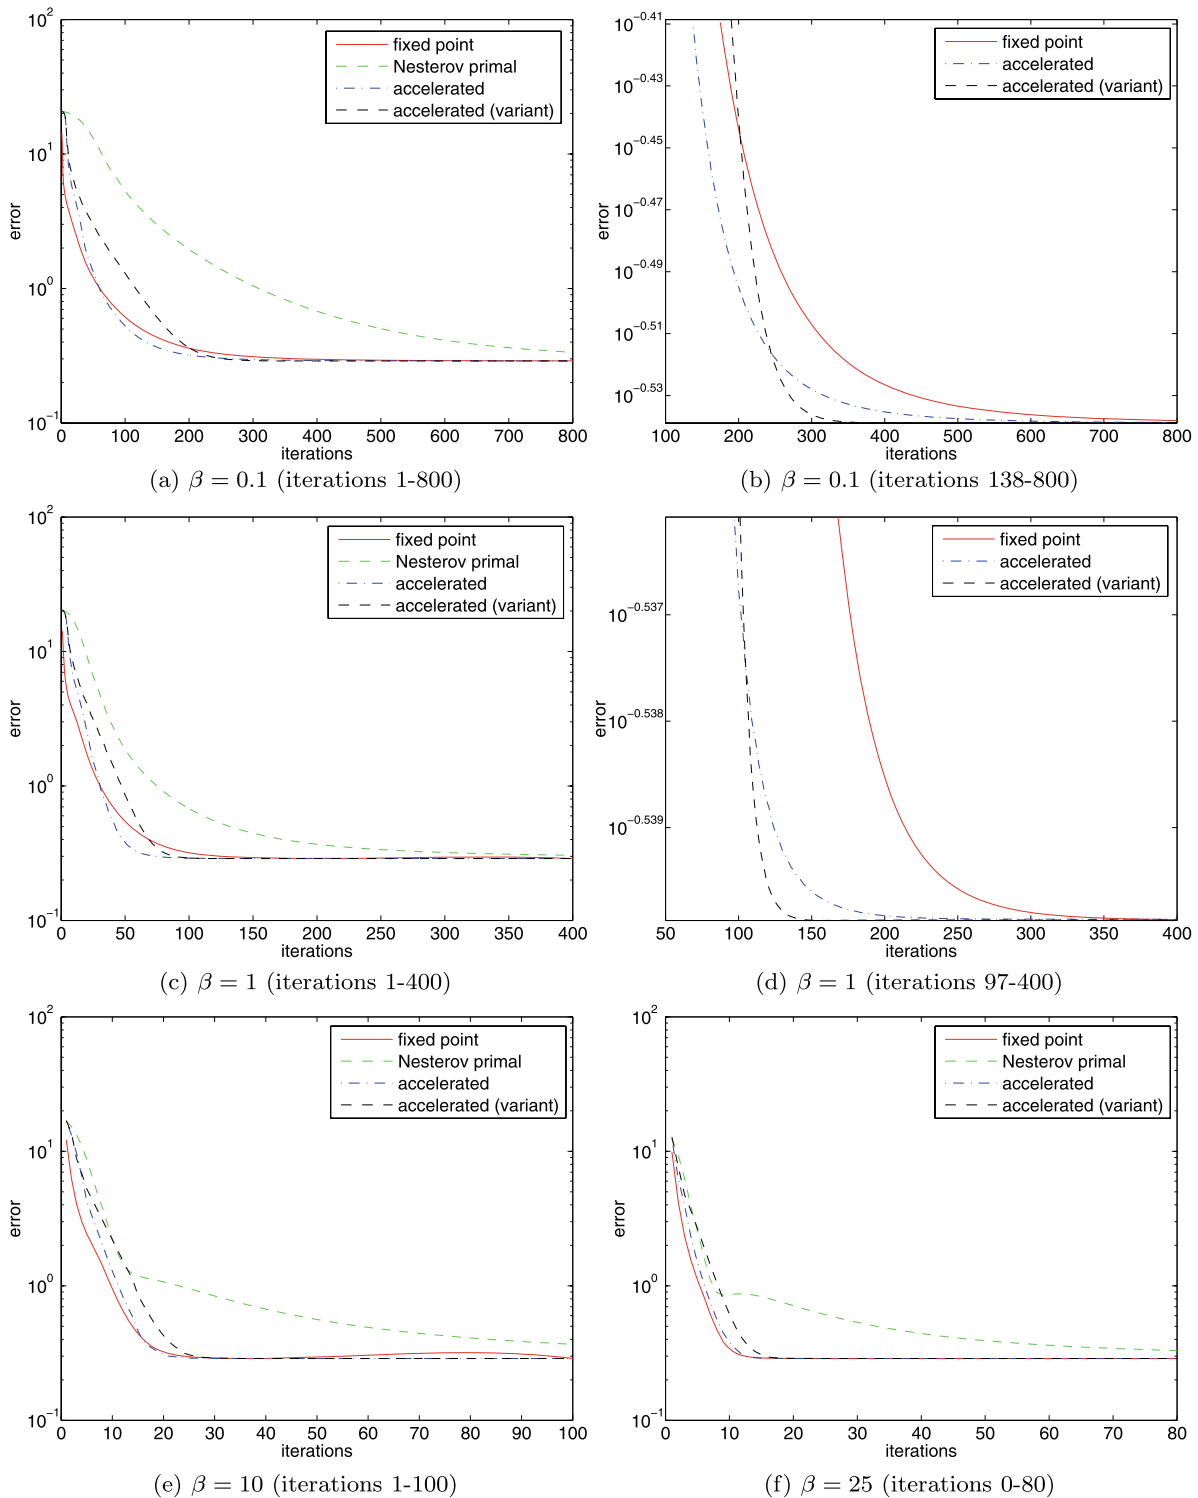 10^2
10^1
10^0
10^-1
error
fixed point
Nesterov primal
accelerated
accelerated (variant)
0 100 200 300 400 500 600 700 800
iterations
(a) β = 0.1 (iterations 1-800)
10^-0.41
10^-0.43
10^-0.45
10^-0.47
10^-0.49
10^-0.51
10^-0.53
error
fixed point
accelerated
accelerated (variant)
100 200 300 400 500 600 700 800
iterations
(b) β = 0.1 (iterations 138-800)
10^2
10^1
10^0
10^-1
error
fixed point
Nesterov primal
accelerated
accelerated (variant)
0 50 100 150 200 250 300 350 400
iterations
(c) β = 1 (iterations 1-400)
10^-0.537
10^-0.538
10^-0.539
error
fixed point
accelerated
accelerated (variant)
50 100 150 200 250 300 350 400
iterations
(d) β = 1 (iterations 97-400)
10^2
10^1
10^0
10^-1
error
fixed point
Nesterov primal
accelerated
accelerated (variant)
0 10 20 30 40 50 60 70 80 90 100
iterations
(e) β = 10 (iterations 1-100)
10^2
10^1
10^0
10^-1
error
fixed point
Nesterov primal
accelerated
accelerated (variant)
0 10 20 30 40 50 60 70 80
iterations
(f) β = 25 (iterations 0-80)